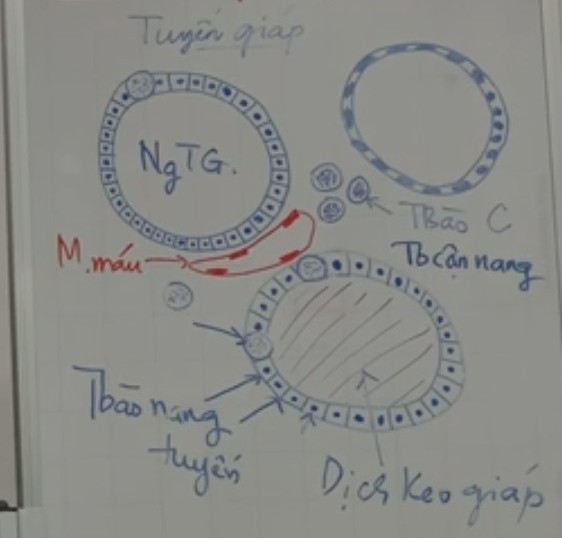 Tuyến giáp
NgTG.
TBào C
Tb cận nang
M.máu
Tbào nang
tuyến
Dịch keo giáp